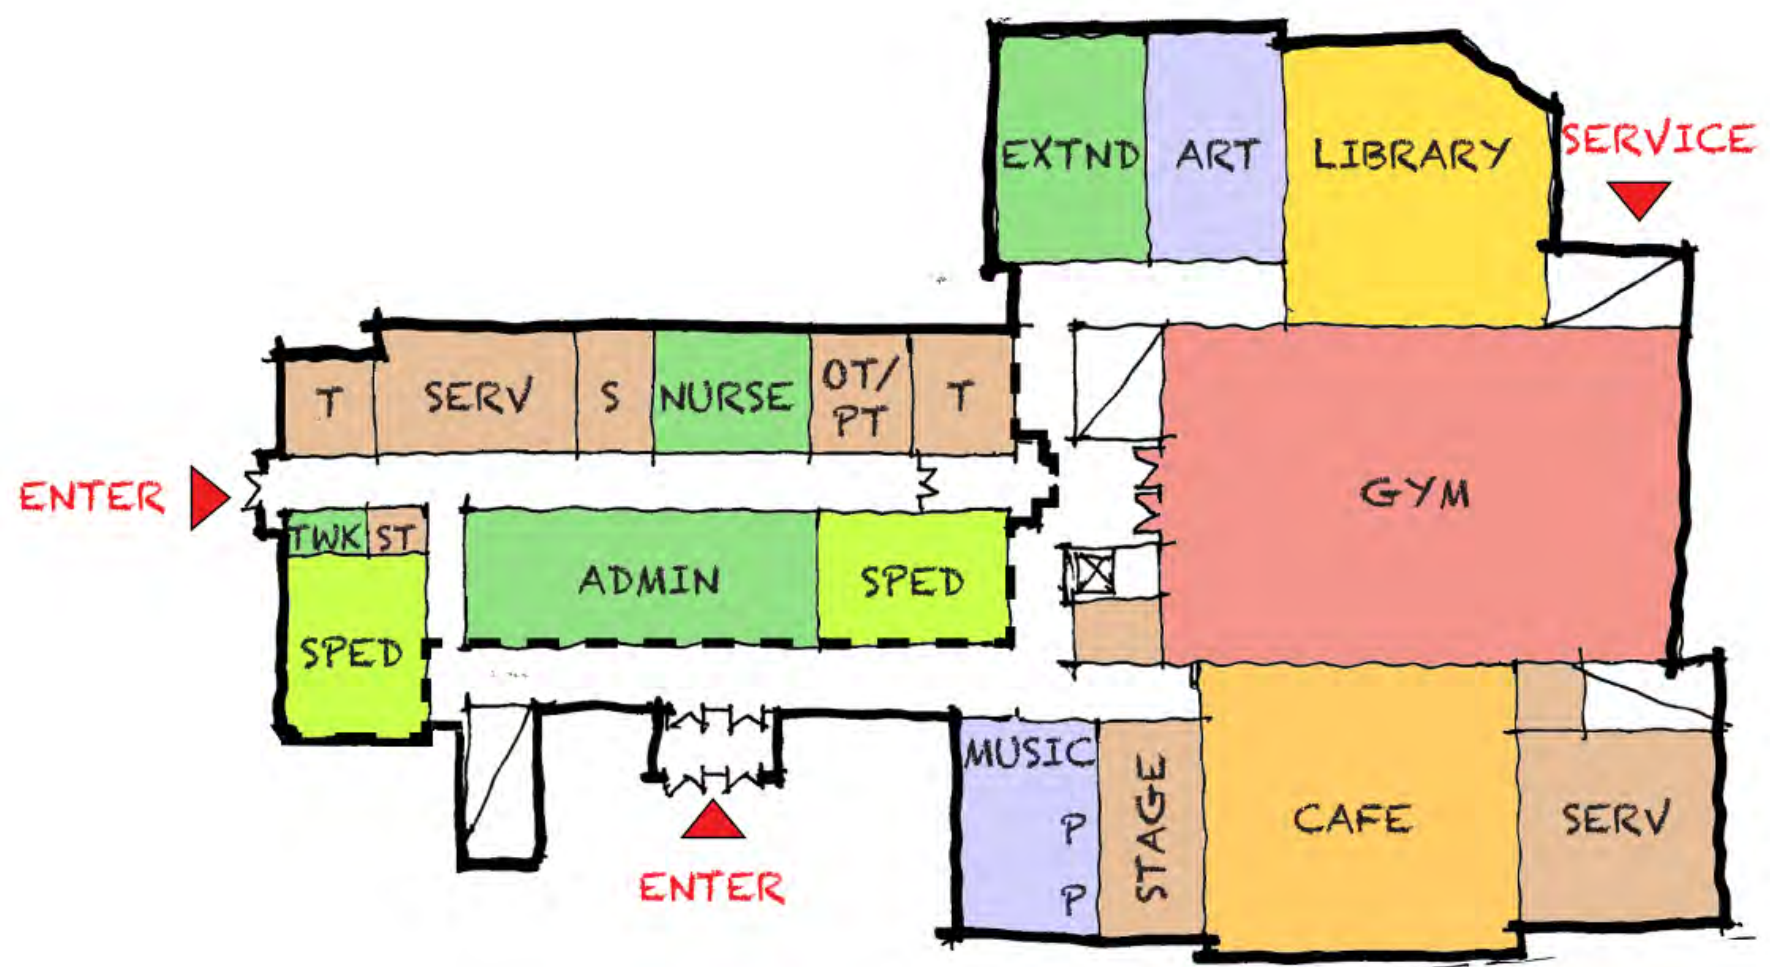 EXTND
ART
LIBRARY
SERVICE
T
SERV
S
NURSE
OT/
PT
T
ENTER
GYM
TWK
ST
ADMIN
SPED
SPED
MUSIC
P
P
STAGE
CAFE
SERV
ENTER